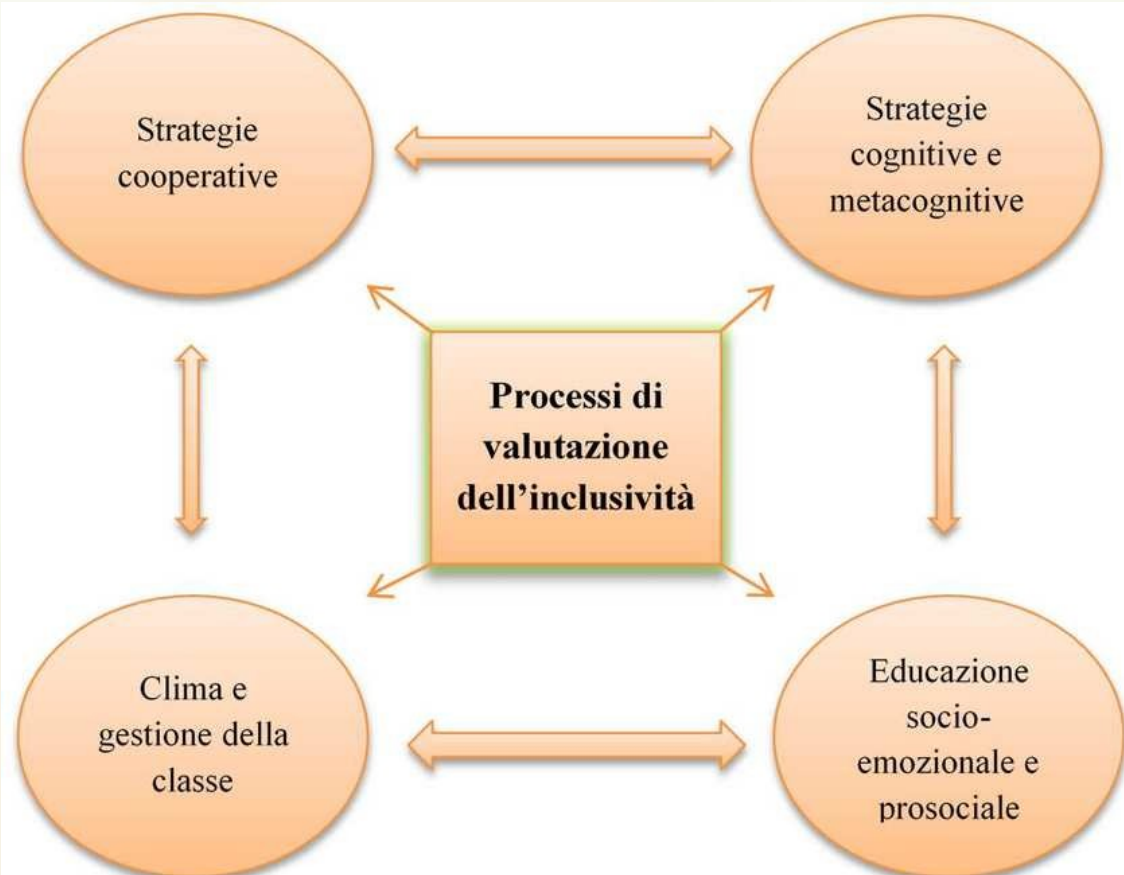 Strategie
cooperative
Strategie
cognitive e
metacognitive
Processi di
valutazione
dell’inclusività
Clima e
gestione della
classe
Educazione
socio-
emozionale e
prosociale